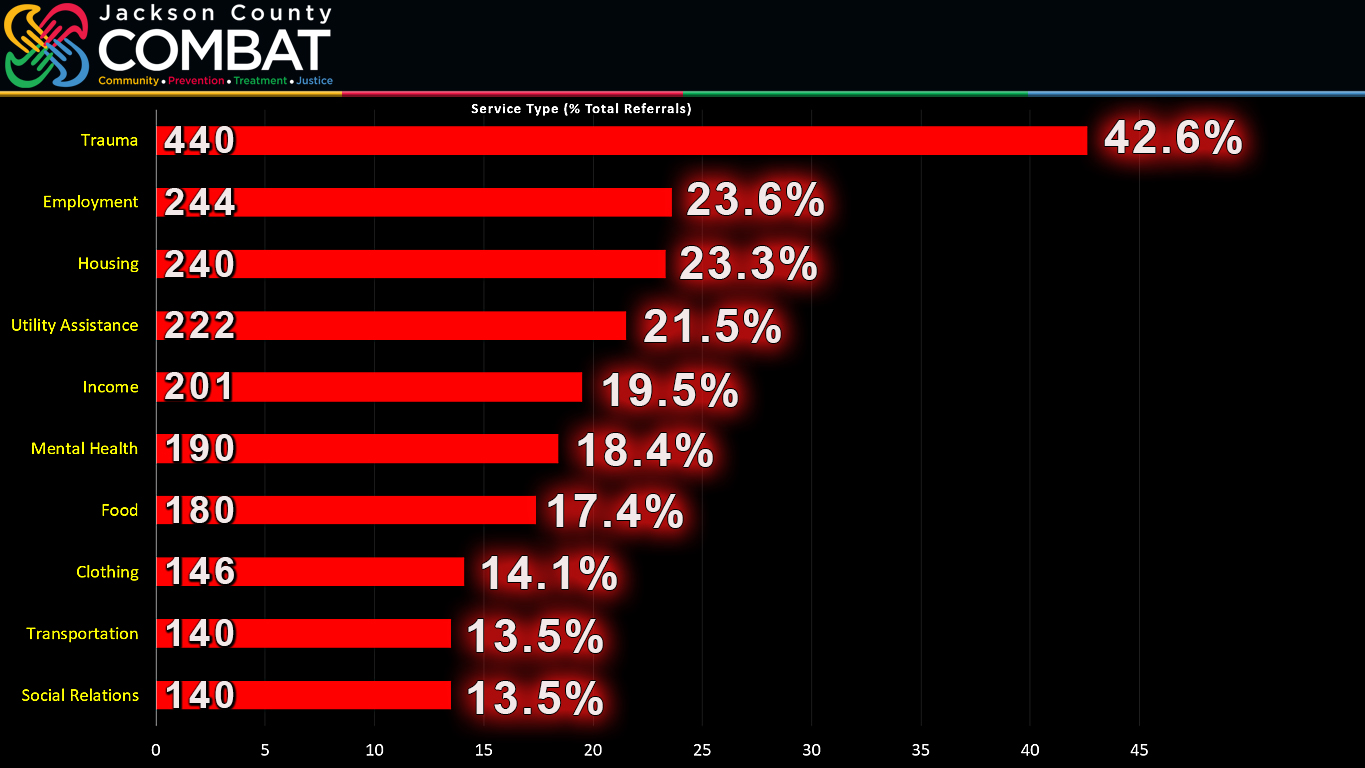 Jackson County
COMBAT
Community • Prevention • Treatment • Justice
Service Type (% Total Referrals)
Trauma 440 42.6%
Employment 244 23.6%
Housing 240 23.3%
Utility Assistance 222 21.5%
Income 201 19.5%
Mental Health 190 18.4%
Food 180 17.4%
Clothing 146 14.1%
Transportation 140 13.5%
Social Relations 140 13.5%
0 5 10 15 20 25 30 35 40 45